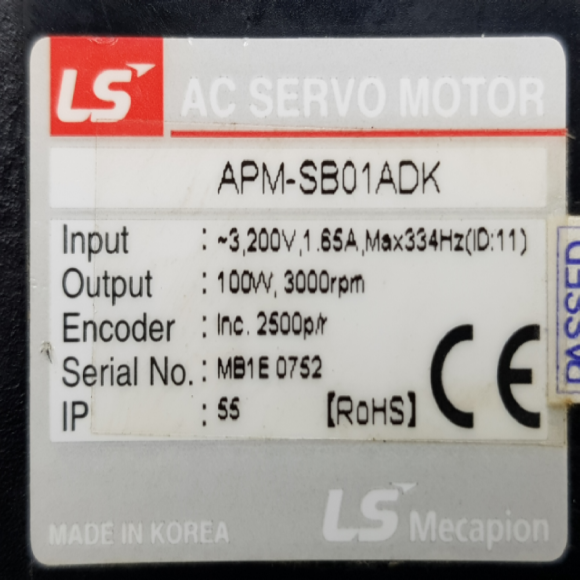 LS
AC SERVO MOTOR
APM-SB01ADK
Input : ~3,200V,1.65A,Max334Hz(ID:11)
Output : 100W, 3000rpm
Encoder : Inc. 2500p/r
Serial No. : MB1E 0752
IP : 55 【RoHS】
CE
PASSED
MADE IN KOREA
LS Mecapion